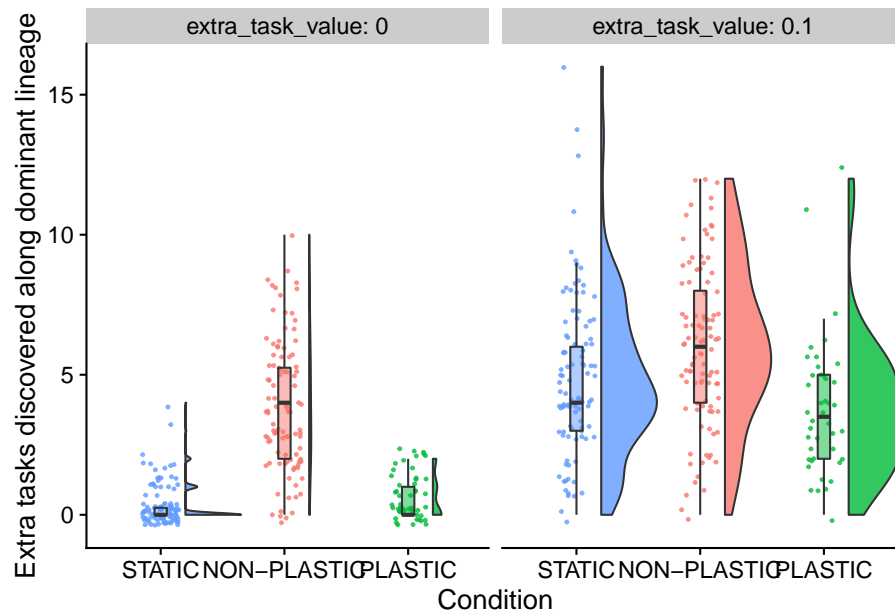 extra_task_value: 0
extra_task_value: 0.1
Extra tasks discovered along dominant lineage
15
10
5
0
STATIC NON−PLASTIC PLASTIC
STATIC NON−PLASTIC PLASTIC
Condition